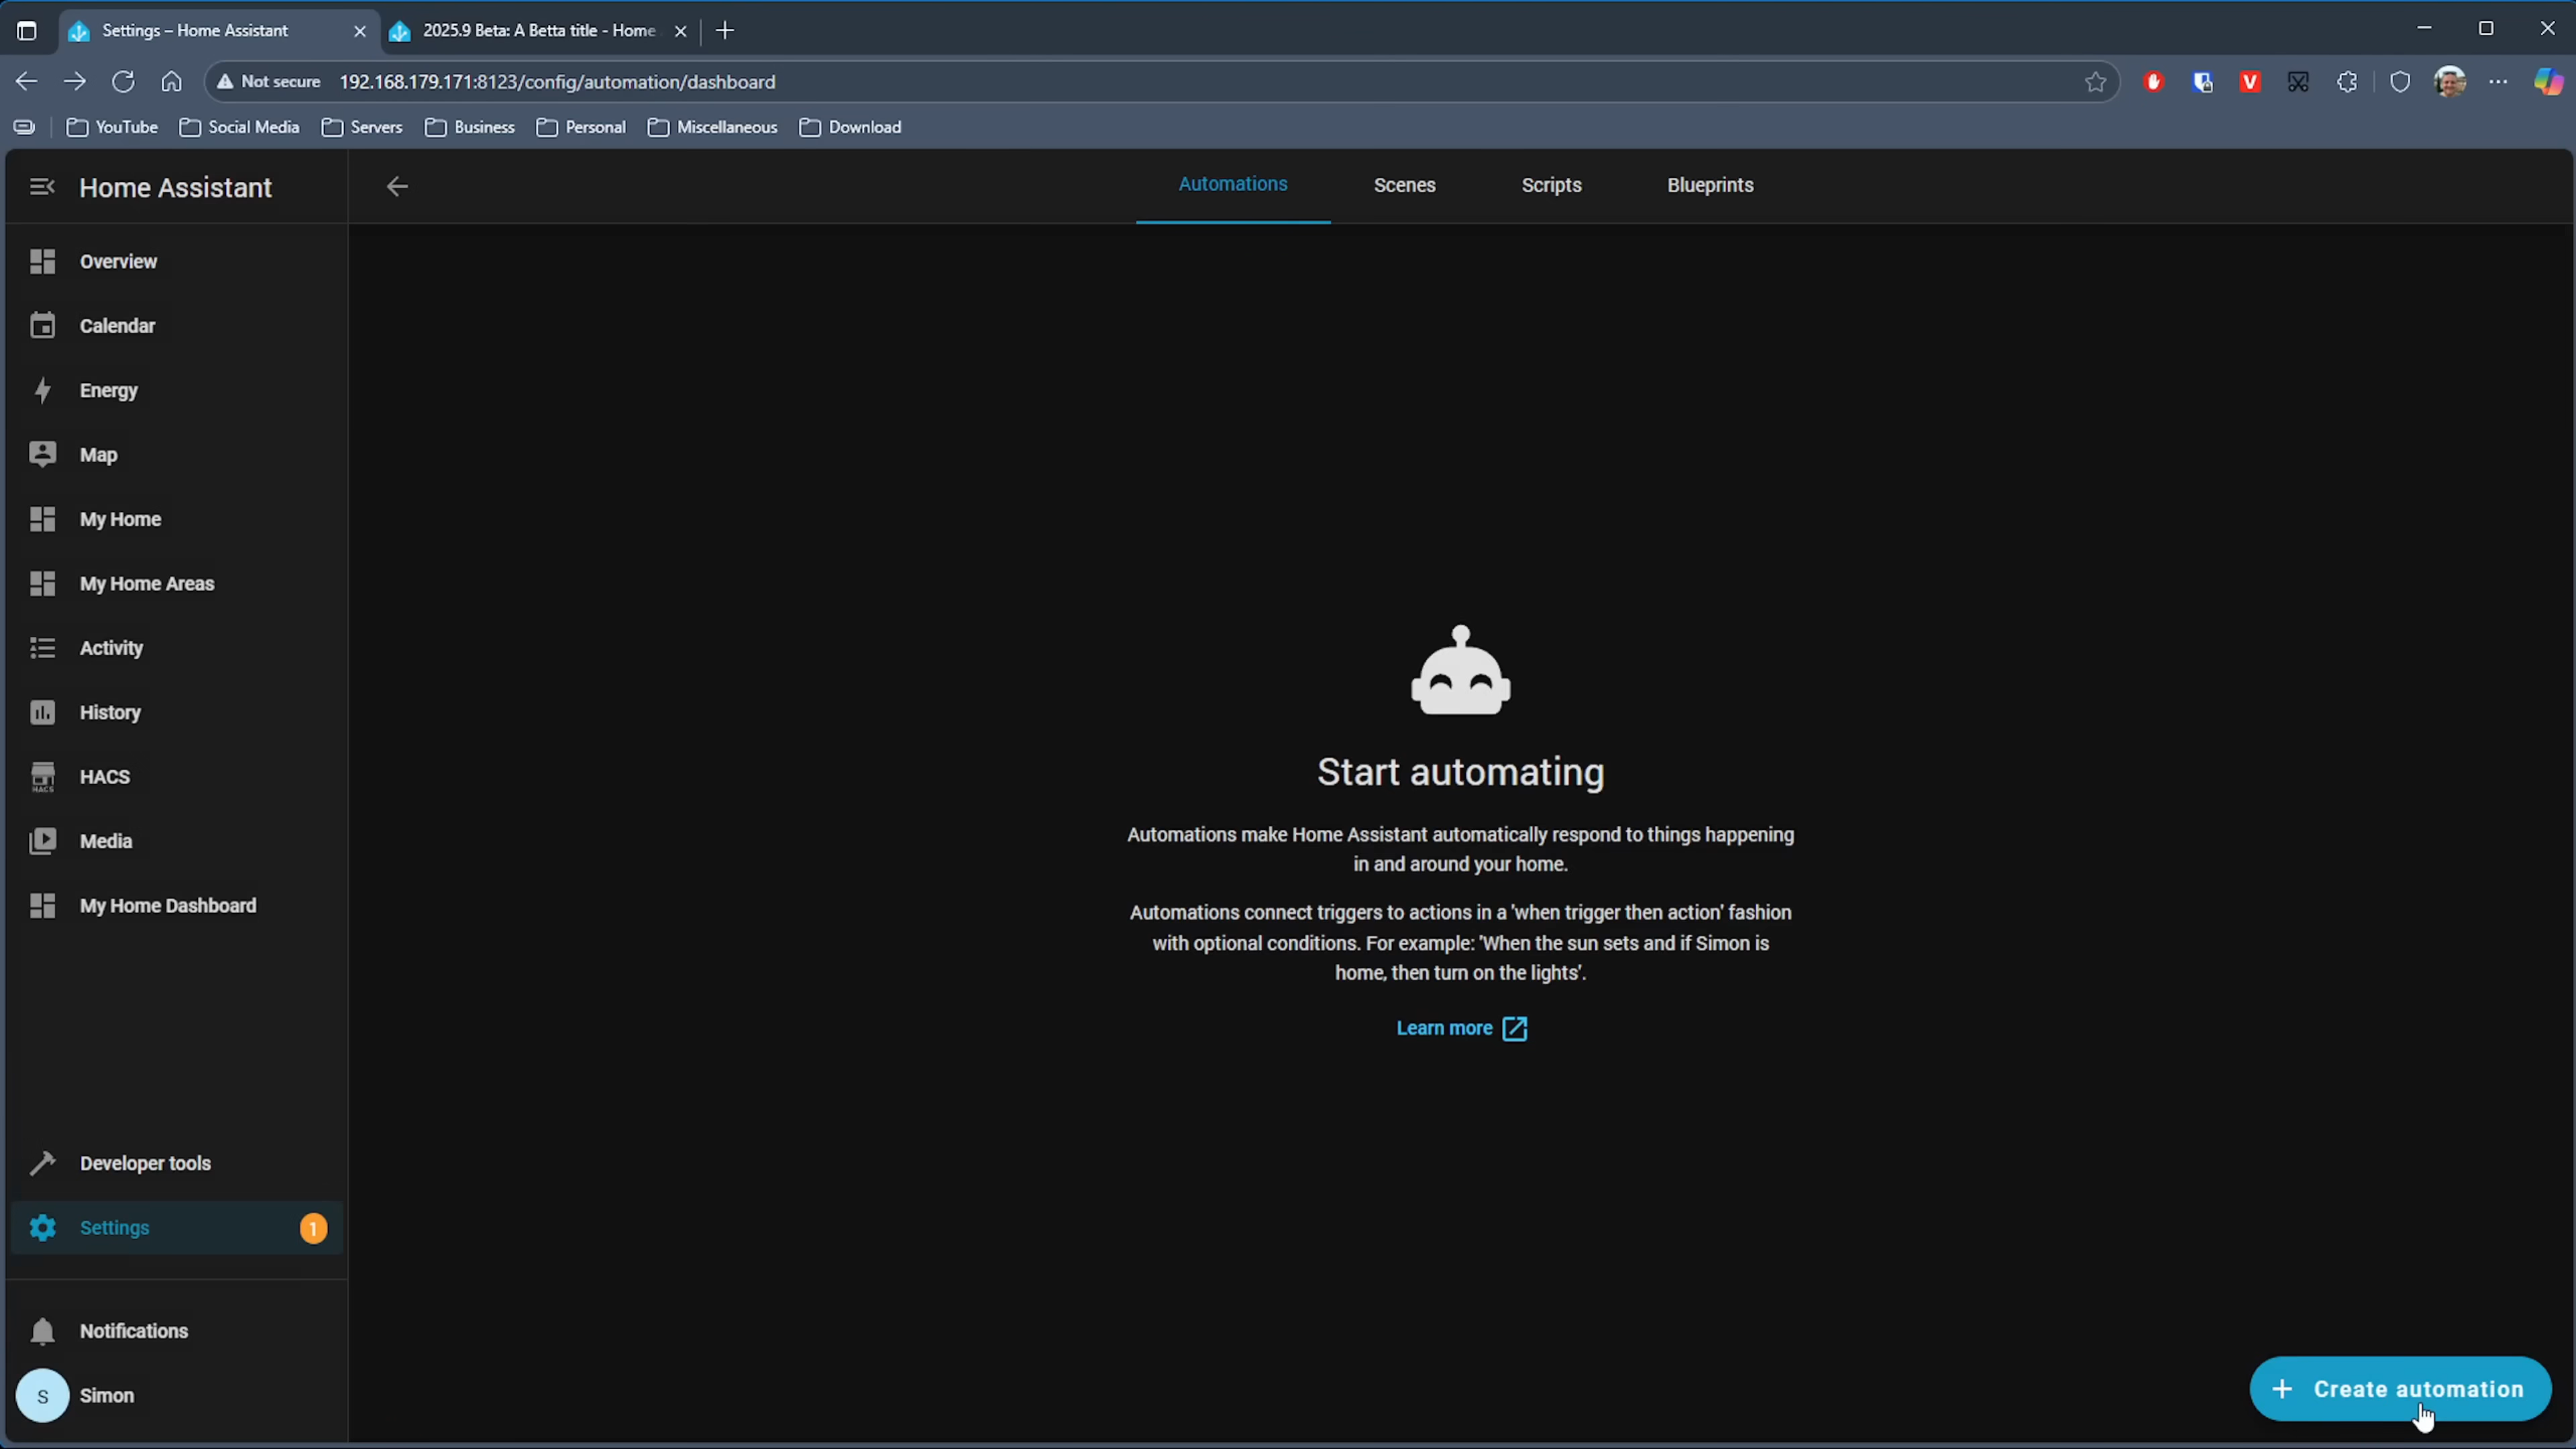 Settings – Home Assistant
2025.9 Beta: A Betta title - Home
Not secure
192.168.179.171:8123/config/automation/dashboard
YouTube
Social Media
Servers
Business
Personal
Miscellaneous
Download
Home Assistant
Automations
Scenes
Scripts
Blueprints
Overview
Calendar
Energy
Map
My Home
My Home Areas
Activity
History
HACS
HACS
Media
My Home Dashboard
Start automating
Automations make Home Assistant automatically respond to things happening
in and around your home.
Automations connect triggers to actions in a 'when trigger then action' fashion
with optional conditions. For example: 'When the sun sets and if Simon is
home, then turn on the lights'.
Learn more
Developer tools
Settings
1
Notifications
S
Simon
+ Create automation